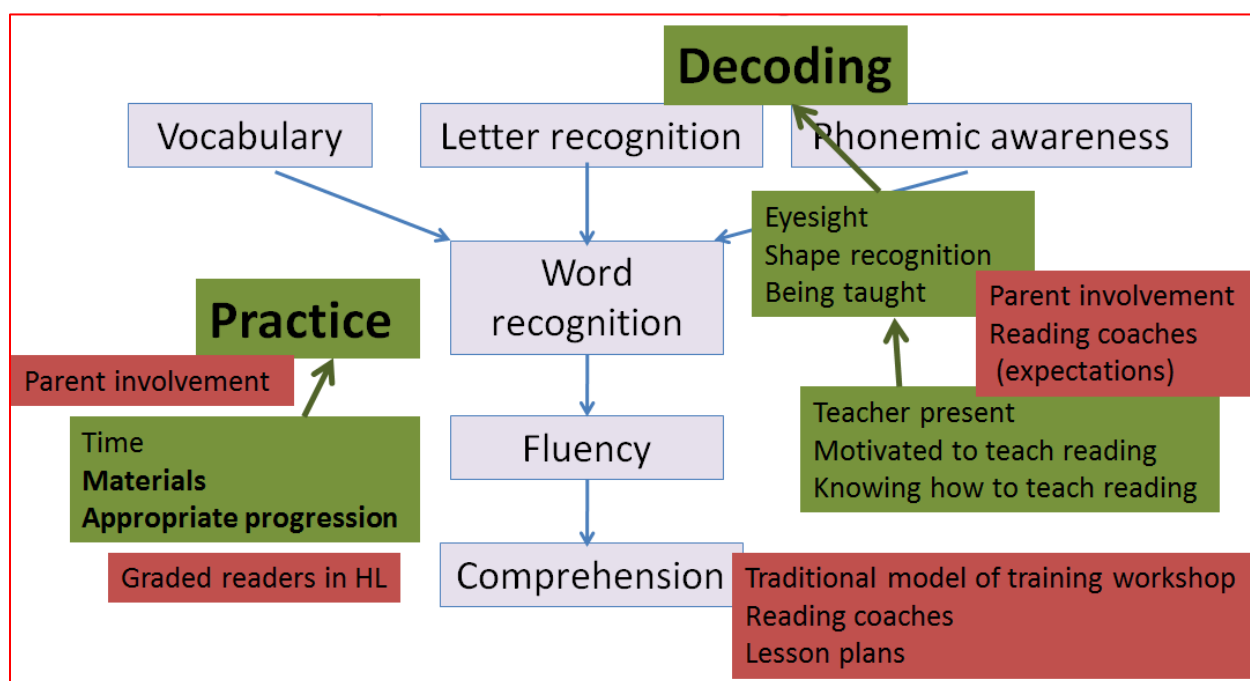 Decoding
Vocabulary
Letter recognition
Phonemic awareness
Eyesight
Shape recognition
Being taught
Word
recognition
Parent involvement
Reading coaches
(expectations)
Practice
Parent involvement
Time
Materials
Appropriate progression
Teacher present
Motivated to teach reading
Knowing how to teach reading
Fluency
Graded readers in HL
Comprehension
Traditional model of training workshop
Reading coaches
Lesson plans